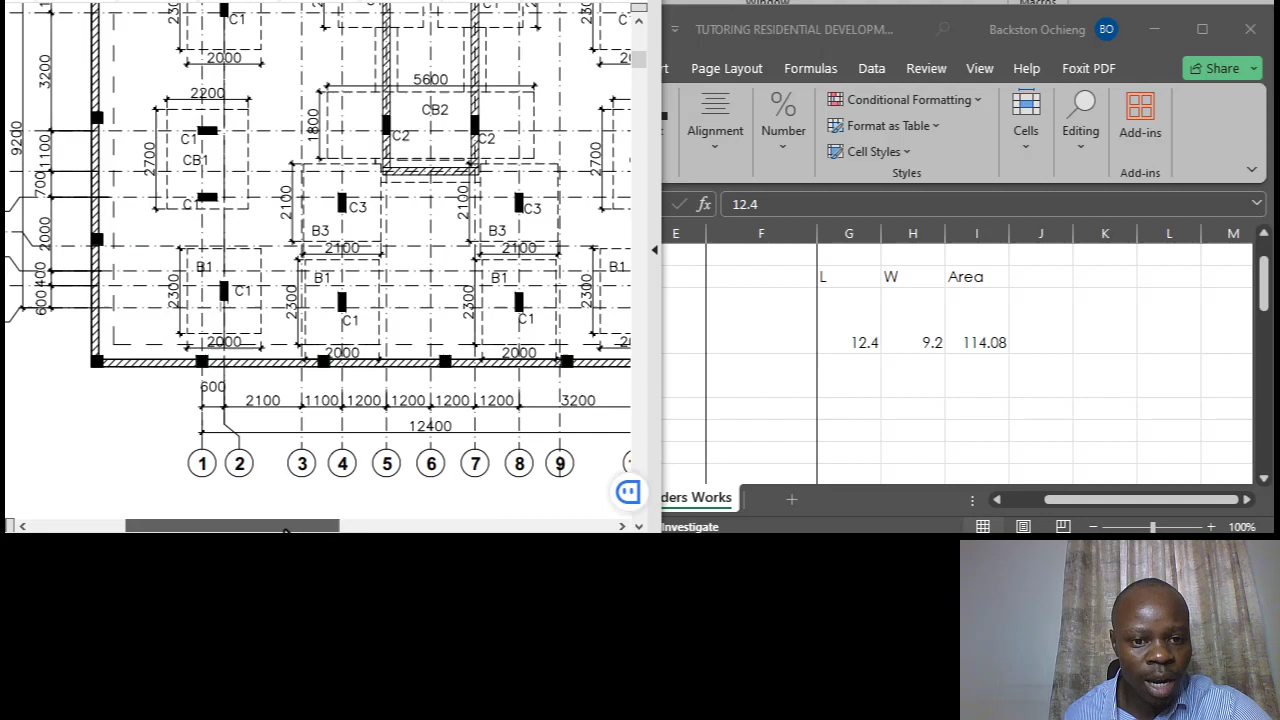 TUTORING RESIDENTIAL DEVELOPM...
Backston Ochieng
BO
Page Layout
Formulas
Data
Review
View
Help
Foxit PDF
Share
Alignment
Number
Conditional Formatting
Format as Table
Cell Styles
Styles
Cells
Editing
Add-ins
Add-ins
fx
12.4
E F G H I J K L M
L W Area
12.4 9.2 114.08
ders Works
Investigate
100%
2300
C1
2000
3200
2200
5600
CB2
1800
9200
C1
C2
C2
1100
CB1
2700
2700
700
C1
2100
C3
2100
C3
2000
B3
B3
2100
2100
B1
B1
B1
B1
400
2300
C1
2300
2300
2300
600
C1
C1
2000
2000
2000
600
2100
1100
1200
1200
1200
1200
3200
12400
1 2 3 4 5 6 7 8 9